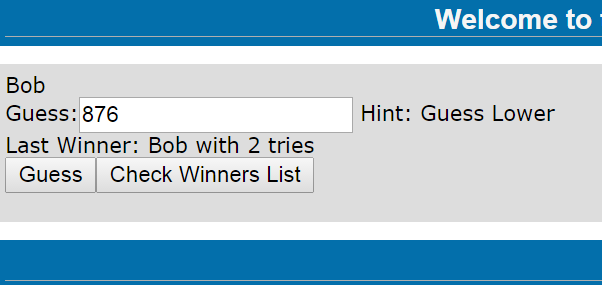 Welcome to
Bob
Guess: 876 Hint: Guess Lower
Last Winner: Bob with 2 tries
Guess Check Winners List